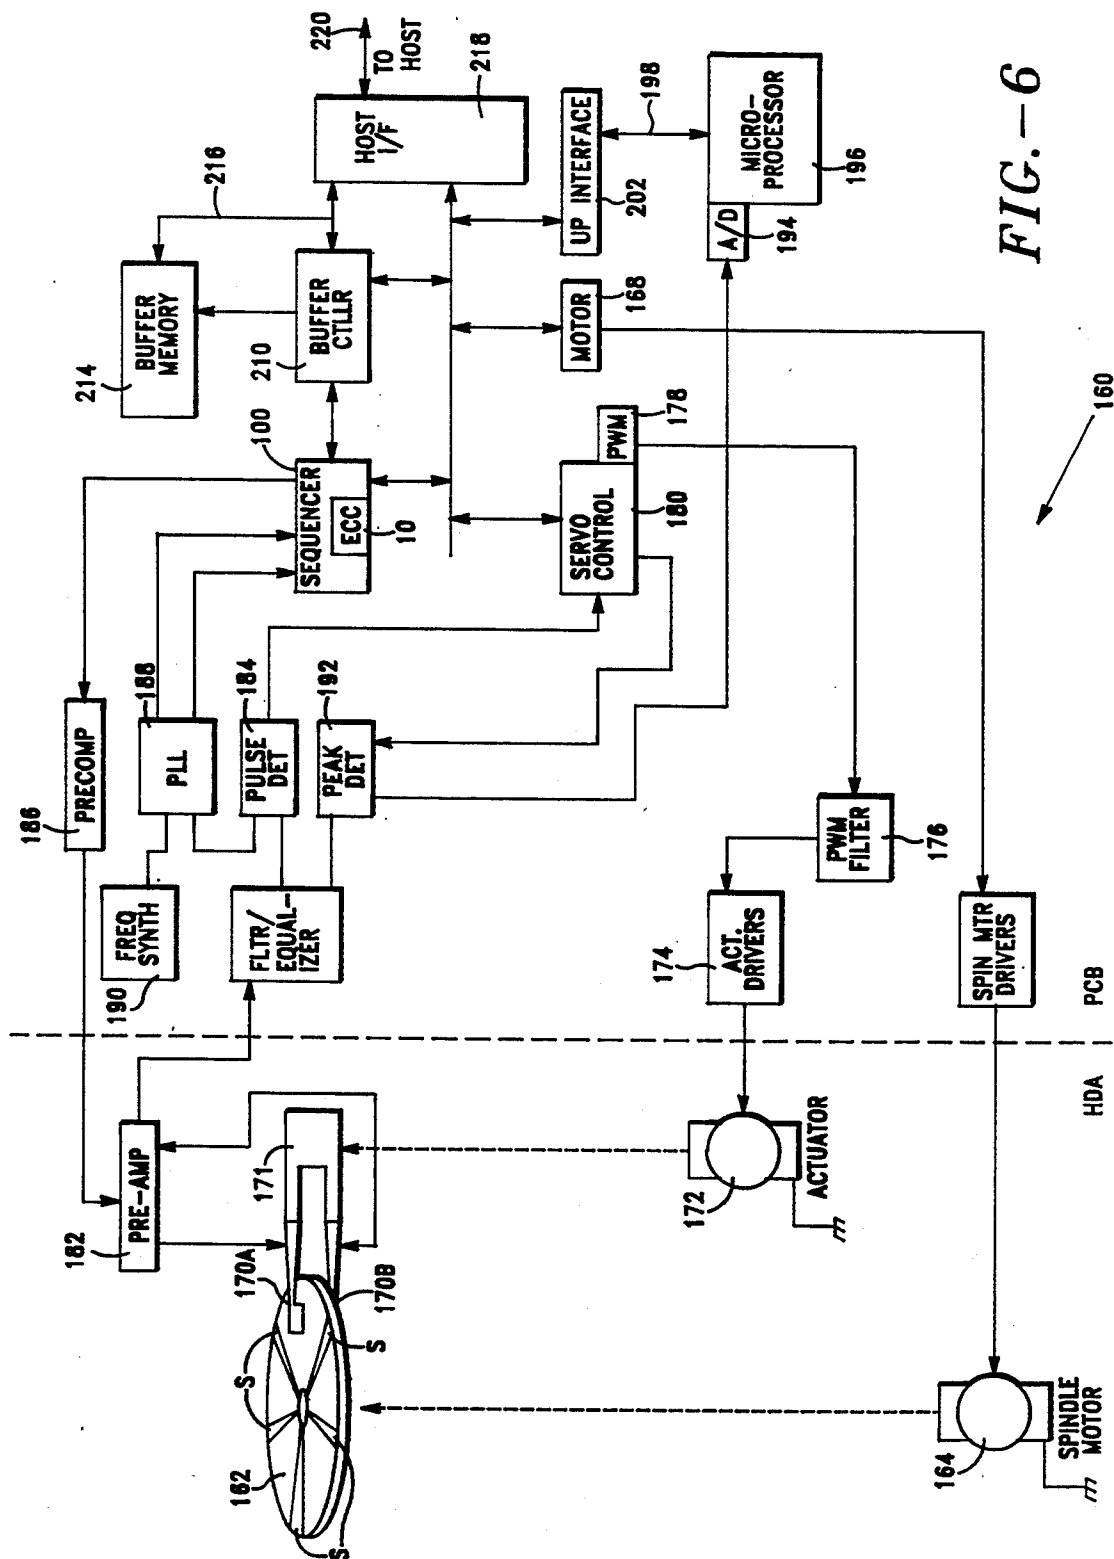 220
TO
HOST
216
HOST
I/F
218
214
BUFFER
MEMORY
210
BUFFER
CTLLR
UP INTERFACE
202
198
MICRO-
PROCESSOR
196
A/D
194
100
SEQUENCER
ECC
10
MOTOR
168
SERVO
CONTROL
180
PWM
178
186
PRECOMP
188
PLL
184
PULSE
DET
192
PEAK
DET
190
FREQ
SYNTH
FLTR/
EQUAL-
IZER
PWM
FILTER
176
174
ACT.
DRIVERS
SPIN MTR
DRIVERS
PCB
HDA
182
PRE-AMP
171
170A
170B
S
S
S
S
162
172
ACTUATOR
164
SPINDLE
MOTOR
160
FIG.-6